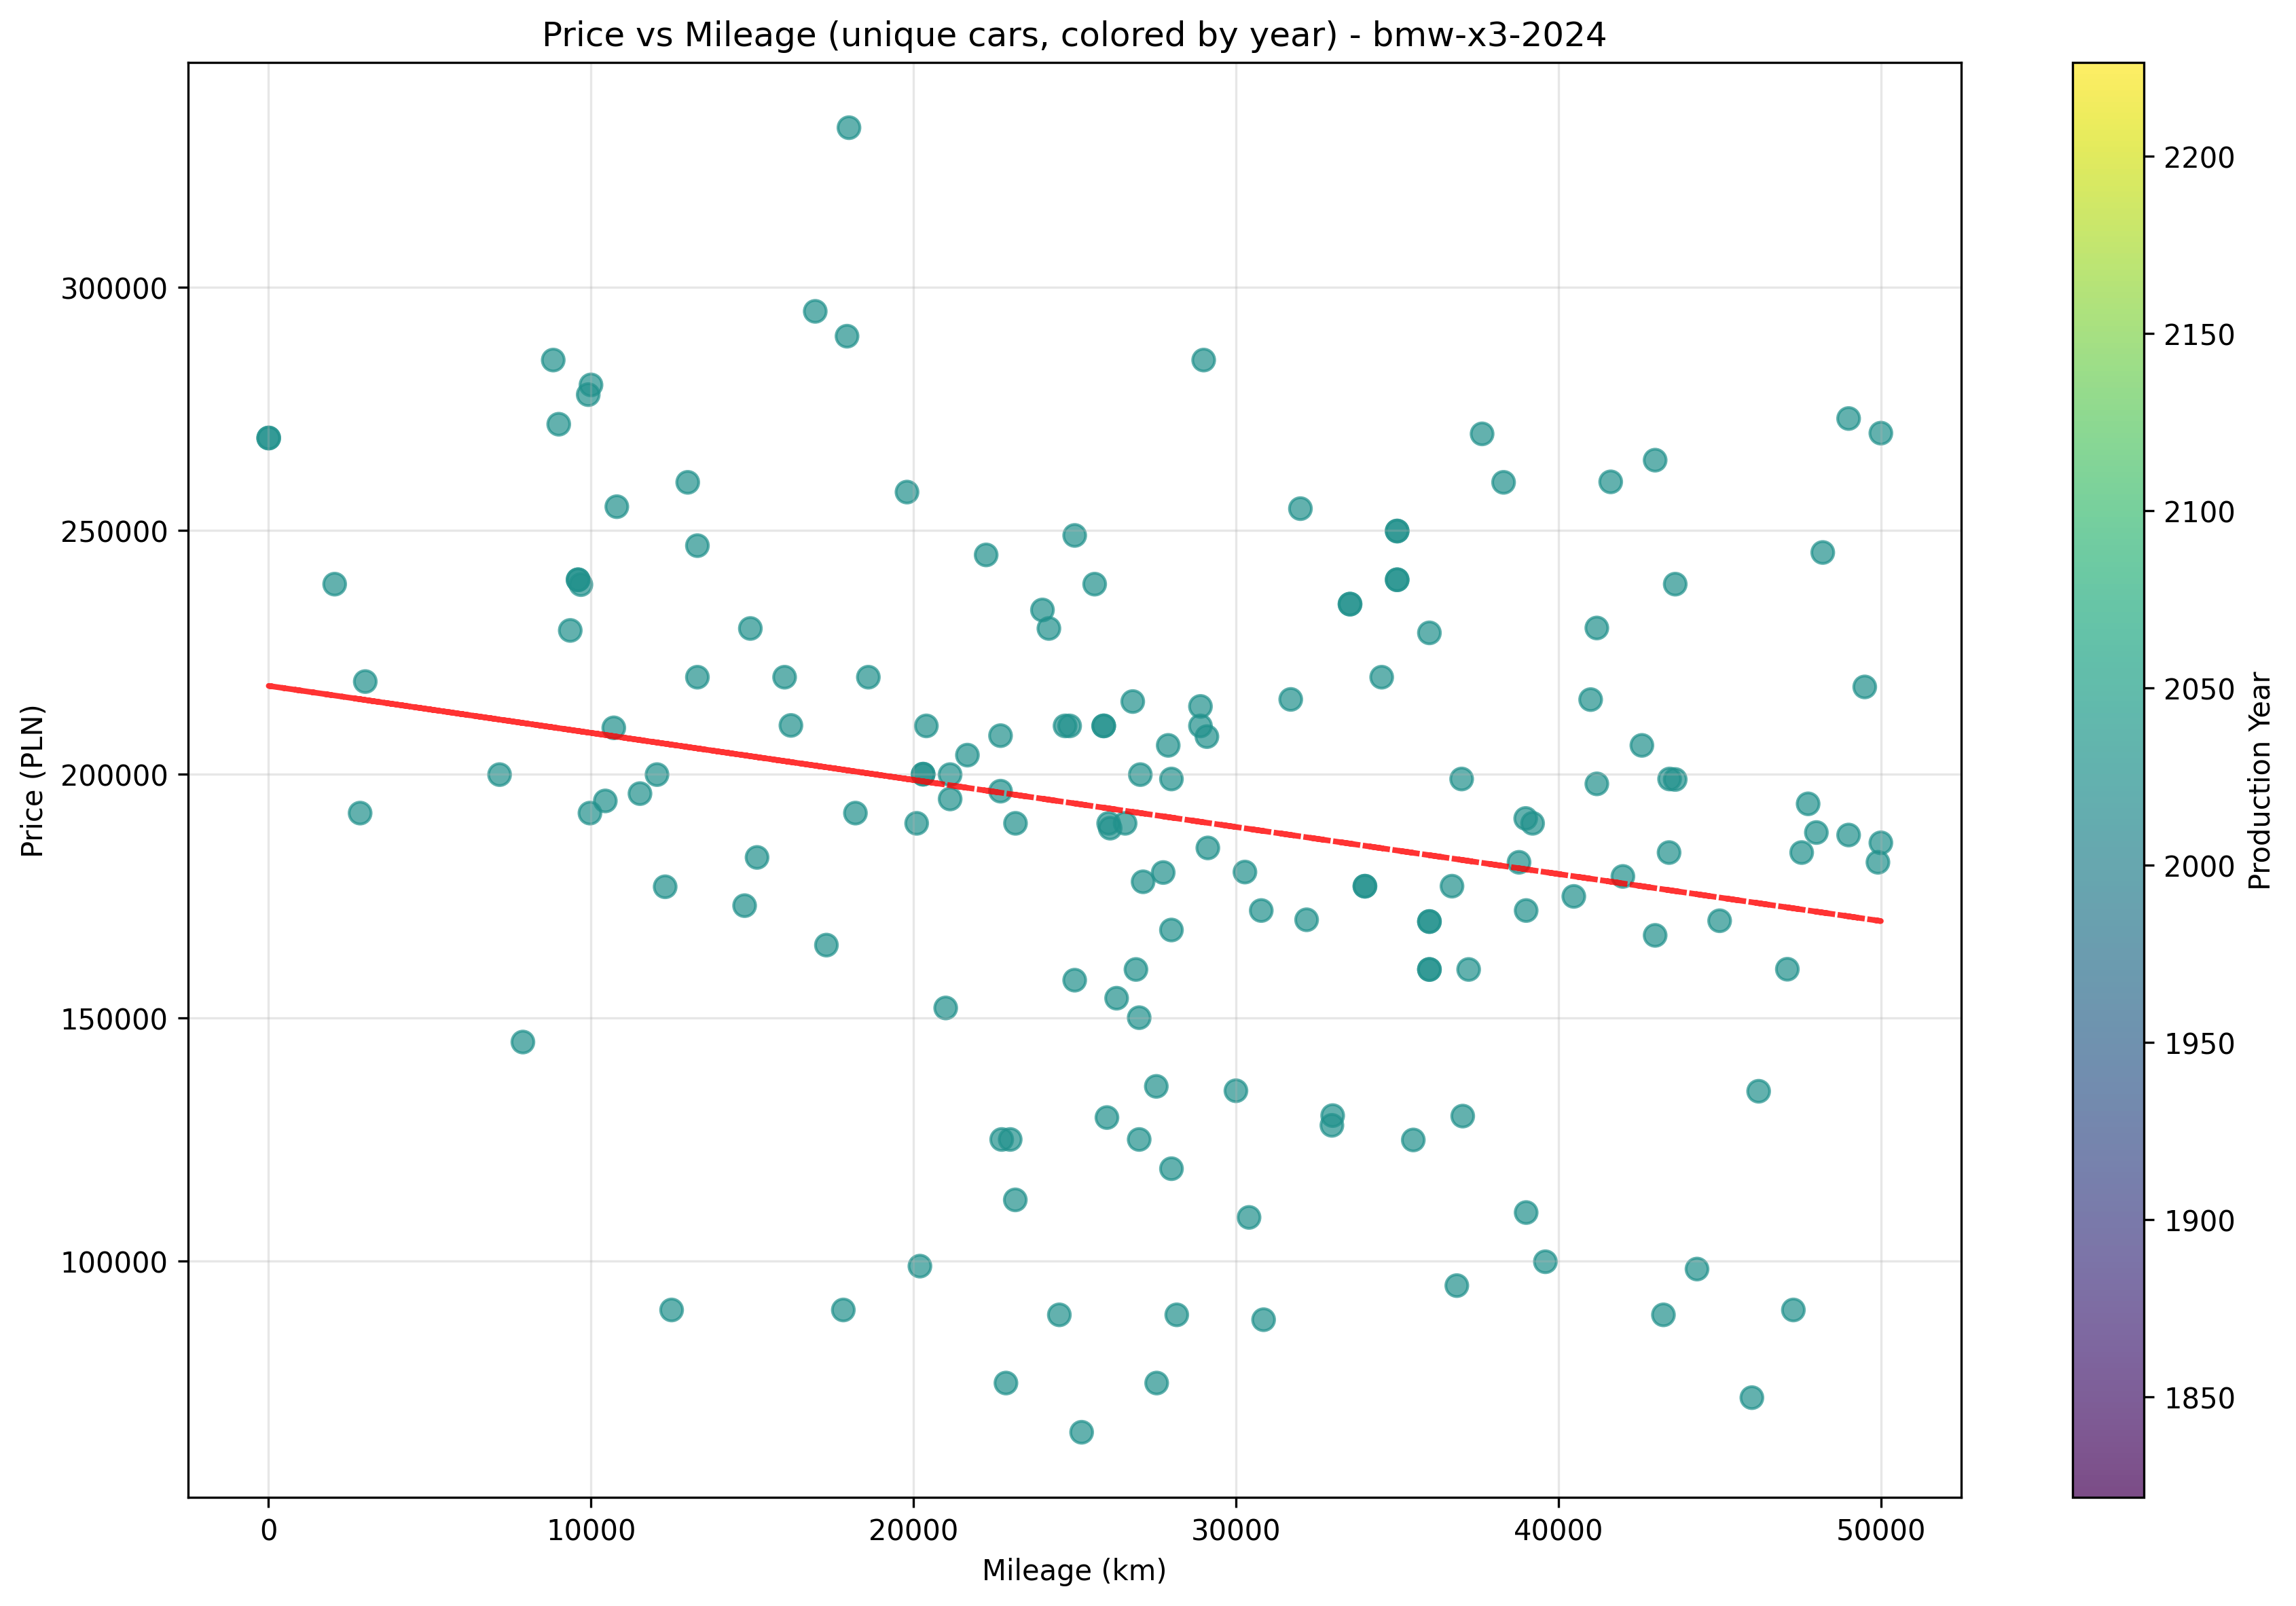 Price vs Mileage (unique cars, colored by year) - bmw-x3-2024
Price (PLN)
300000
250000
200000
150000
100000
0 10000 20000 30000 40000 50000
Mileage (km)
2200
2150
2100
2050
2000
1950
1900
1850
Production Year